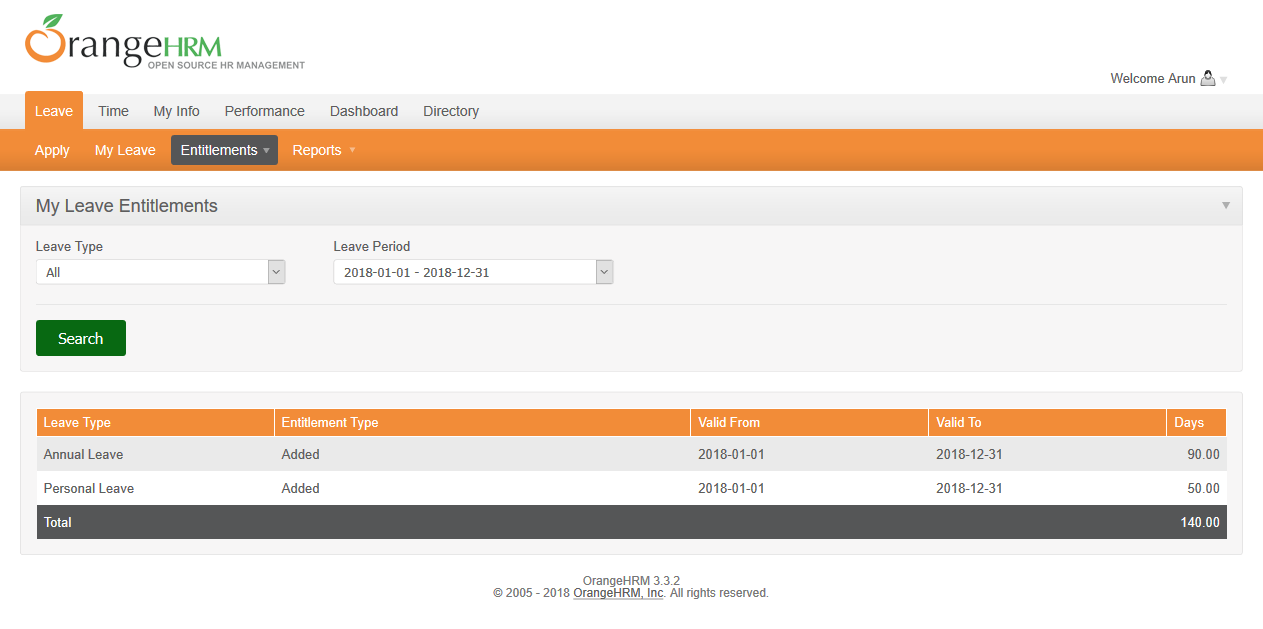 OrangeHRM
OPEN SOURCE HR MANAGEMENT
Welcome Arun
Leave Time My Info Performance Dashboard Directory
Apply My Leave Entitlements Reports
My Leave Entitlements
Leave Type Leave Period
All 2018-01-01 - 2018-12-31
Search
Leave Type Entitlement Type Valid From Valid To Days
Annual Leave Added 2018-01-01 2018-12-31 90.00
Personal Leave Added 2018-01-01 2018-12-31 50.00
Total 140.00
OrangeHRM 3.3.2
© 2005 - 2018 OrangeHRM, Inc. All rights reserved.